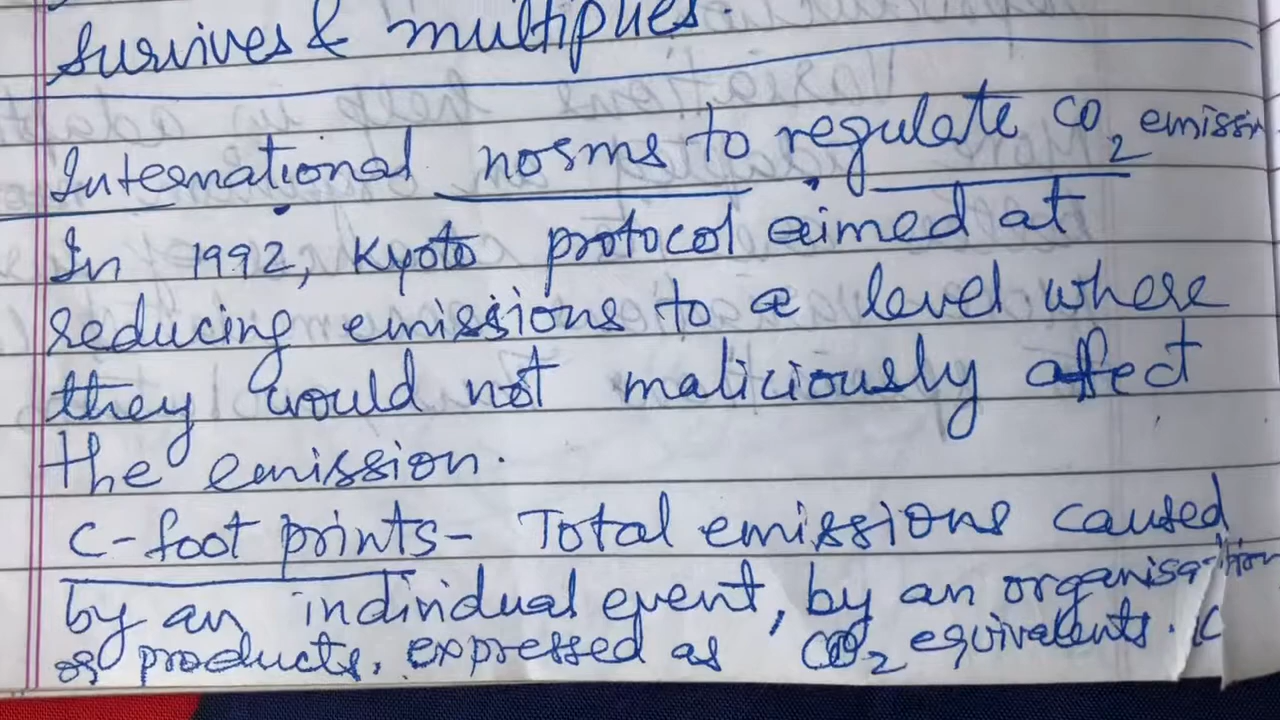 survives & multiplies.
International norms to regulate CO2 emission
In 1992, Kyoto protocol aimed at
reducing emissions to a level where
they would not maliciously affect
the emission.
C-foot prints- Total emissions caused
by an individual event, by an organisation
or products, expressed as CO2 equivalents. C